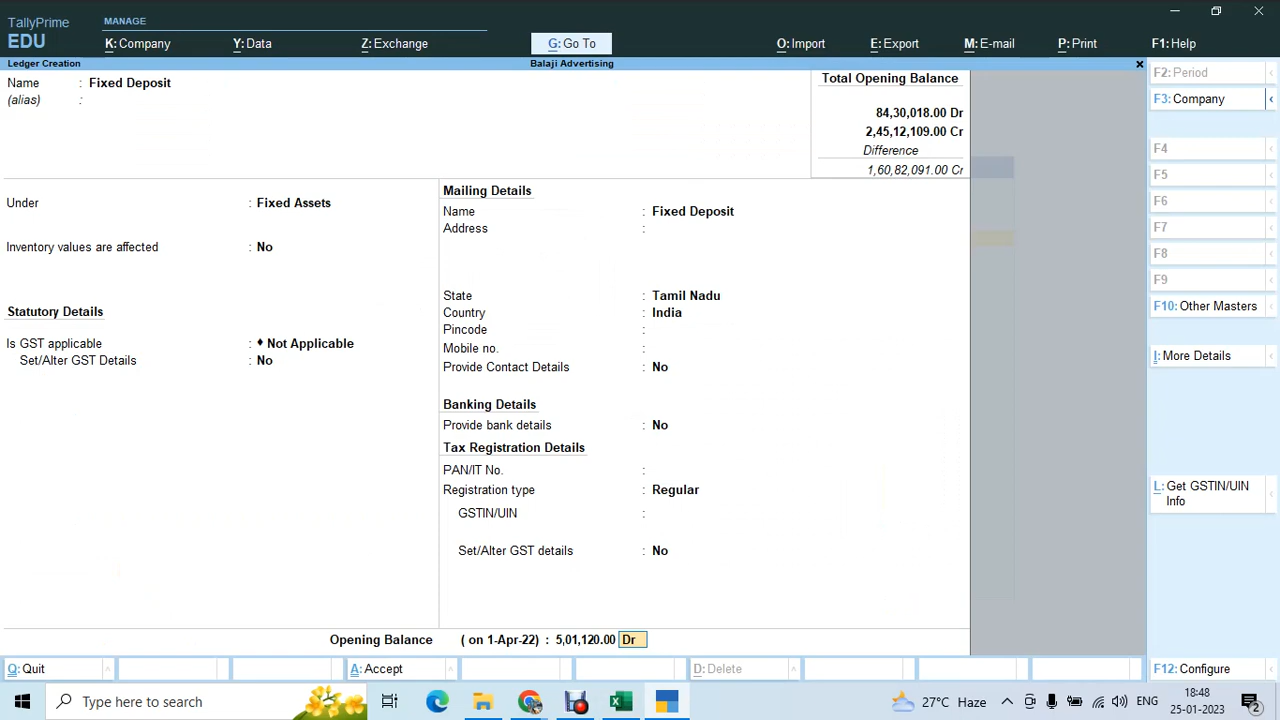 TallyPrime
EDU
MANAGE
K: Company
Y: Data
Z: Exchange
G: Go To
O: Import
E: Export
M: E-mail
P: Print
F1: Help
Ledger Creation
Balaji Advertising
×
Name : Fixed Deposit
(alias) :
Total Opening Balance
84,30,018.00 Dr
2,45,12,109.00 Cr
Difference
1,60,82,091.00 Cr
Under : Fixed Assets
Inventory values are affected : No
Statutory Details
Is GST applicable : ♦ Not Applicable
Set/Alter GST Details : No
Mailing Details
Name : Fixed Deposit
Address :
State : Tamil Nadu
Country : India
Pincode :
Mobile no. :
Provide Contact Details : No
Banking Details
Provide bank details : No
Tax Registration Details
PAN/IT No. :
Registration type : Regular
GSTIN/UIN :
Set/Alter GST details : No
Opening Balance ( on 1-Apr-22) : 5,01,120.00 Dr
F2: Period
F3: Company
F4
F5
F6
F7
F8
F9
F10: Other Masters
I: More Details
L: Get GSTIN/UIN
Info
F12: Configure
Q: Quit
A: Accept
D: Delete
Type here to search
27°C Haze
ENG
18:48
25-01-2023
2